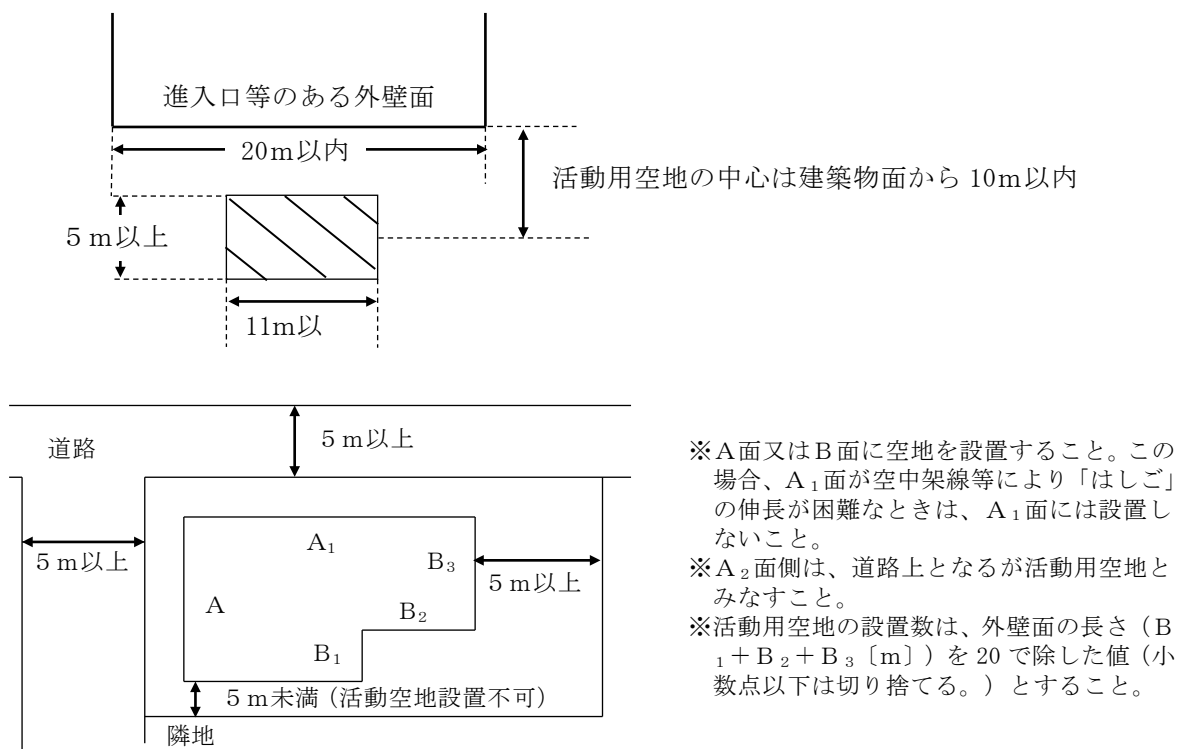 進入口等のある外壁面
20m以内
活動用空地の中心は建築物面から 10m以内
５m以上
11m以
道路
５m以上
５m以上
A₁
A
B₃
B₂
B₁
５m以上
５m未満（活動空地設置不可）
隣地
※Ａ面又はＢ面に空地を設置すること。この
場合、Ａ₁面が空中架線等により「はしご」
の伸長が困難なときは、Ａ₁面には設置し
ないこと。
※Ａ₂面側は、道路上となるが活動用空地と
みなすこと。
※活動用空地の設置数は、外壁面の長さ（Ｂ
₁＋Ｂ₂＋Ｂ₃〔m〕）を 20 で除した値（小
数点以下は切り捨てる。）とすること。